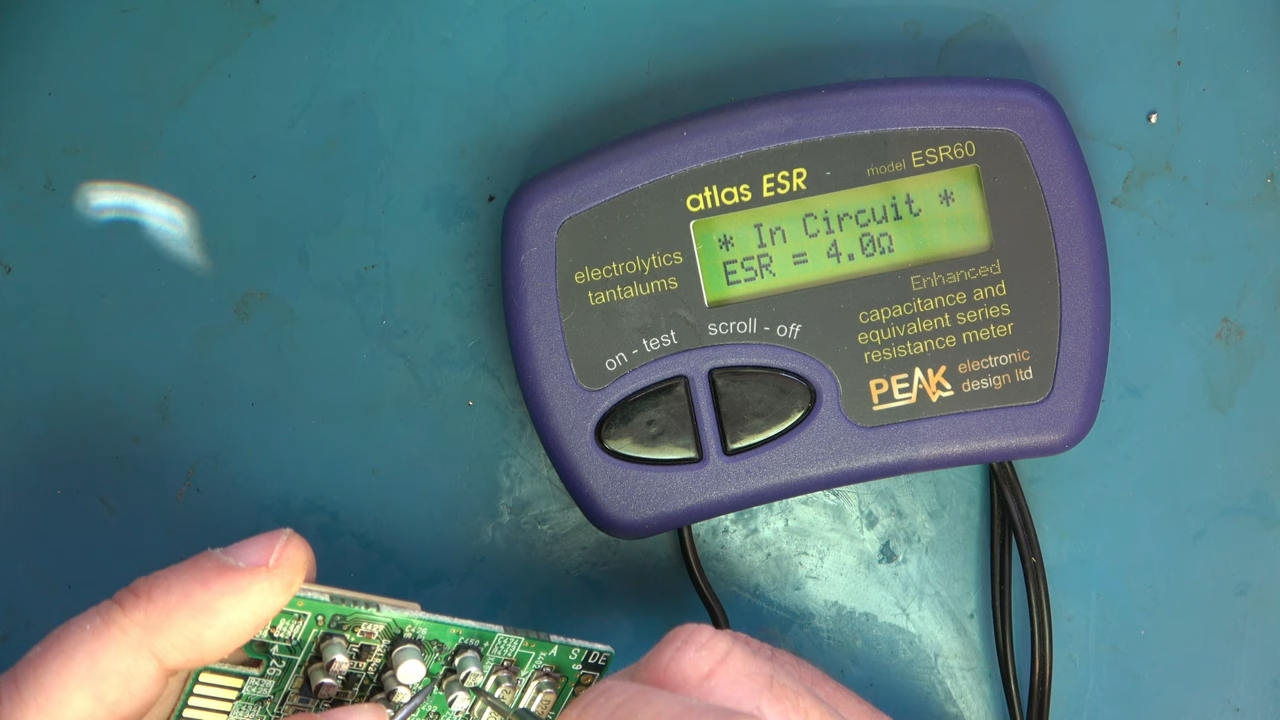 atlas ESR
model ESR60
* In Circuit *
ESR = 4.0Ω
electrolytics
tantalums
Enhanced
capacitance and
equivalent series
resistance meter
on - test
scroll - off
PEAK
electronic
design ltd
A SIDE
26